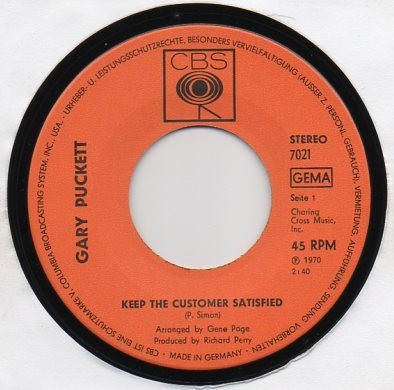 CBS
STEREO
7021
GEMA
Seite 1
Charing
Cross Music,
Inc.
45 RPM
℗ 1970
2:40
GARY PUCKETT
KEEP THE CUSTOMER SATISFIED
(P. Simon)
Arranged by Gene Page
Produced by Richard Perry
• MADE IN GERMANY •
CBS IST EINE SCHUTZMARKE V. COLUMBIA BROADCASTING SYSTEM, INC., USA. • URHEBER- U. LEISTUNGSSCHUTZRECHTE, BESONDERS VERVIELFÄLTIGUNG (AUSSER Z. PERSÖNL. GEBRAUCH), VERMIETUNG, AUFFÜHRUNG, SENDUNG VORBEHALTEN